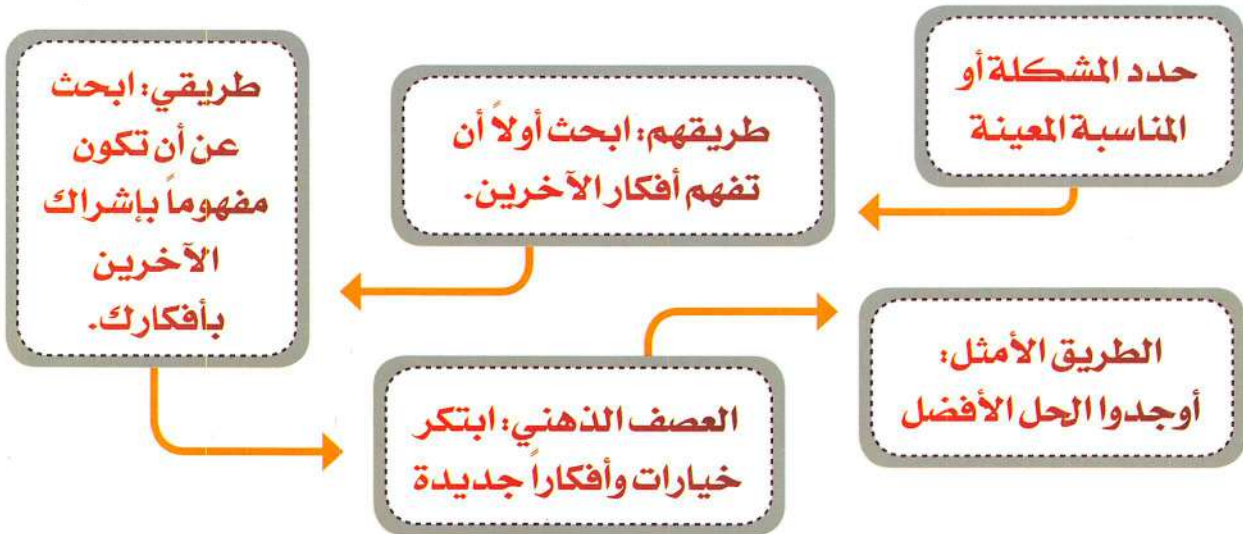 حدد المشكلة أو
المناسبة المعينة
طريقهم: ابحث أولاً أن
تفهم أفكار الآخرين.
طريقي: ابحث
عن أن تكون
مفهوماً بإشراك
الآخرين
بأفكارك.
العصف الذهني: ابتكر
خيارات وأفكاراً جديدة
الطريق الأمثل:
أوجدوا الحل الأفضل